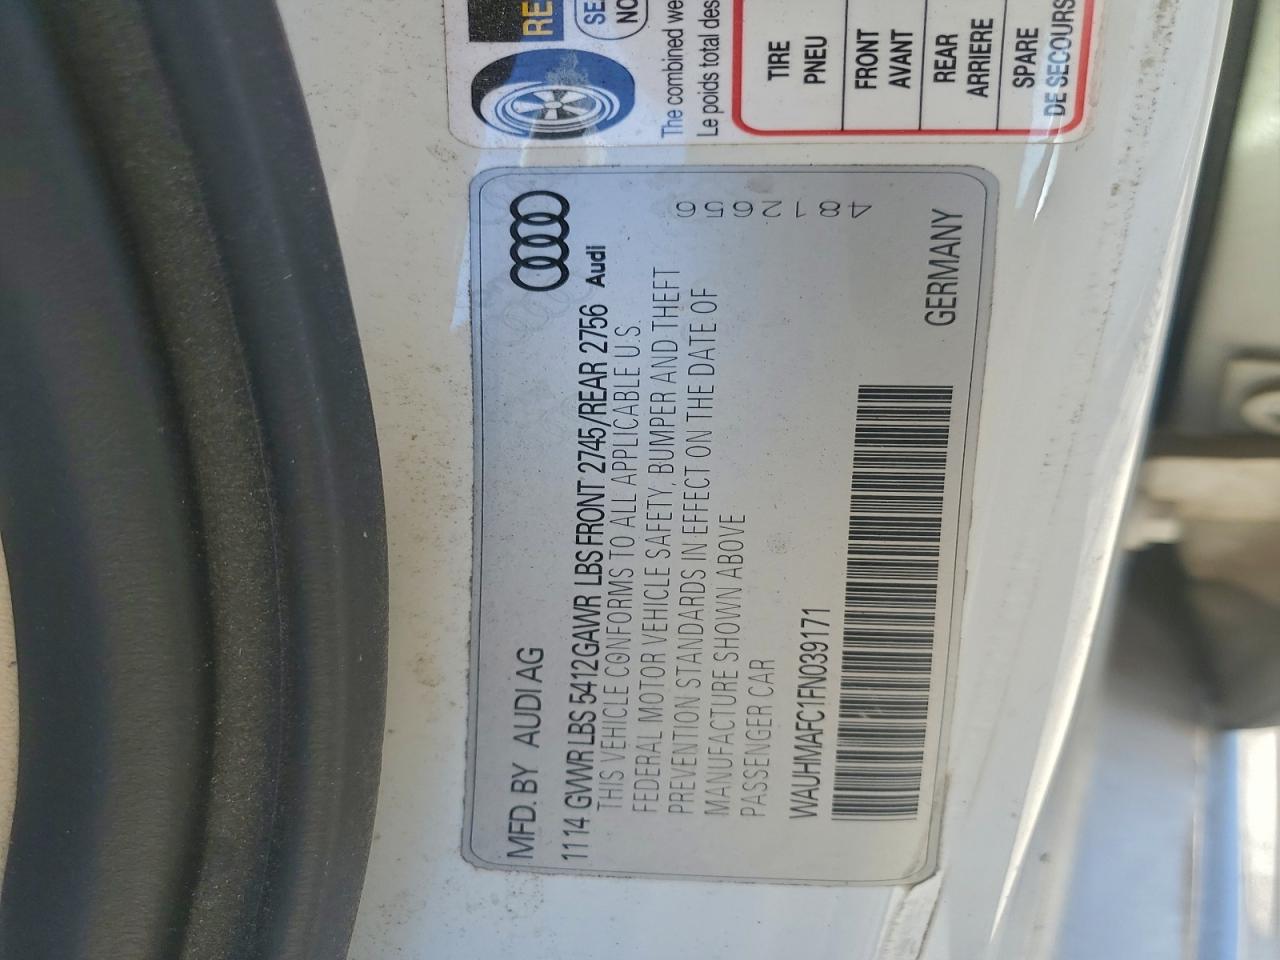 MFD. BY AUDI AG
1114 GVWR LBS 5412 GAWR LBS FRONT 2745/REAR 2756
Audi
THIS VEHICLE CONFORMS TO ALL APPLICABLE U.S.
FEDERAL MOTOR VEHICLE SAFETY, BUMPER AND THEFT
PREVENTION STANDARDS IN EFFECT ON THE DATE OF
MANUFACTURE SHOWN ABOVE
PASSENGER CAR
WAUHMAFC1FN039171
GERMANY
4812656
The combined we
Le poids total des
TIRE
PNEU
FRONT
AVANT
REAR
ARRIERE
SPARE
DE SECOURS